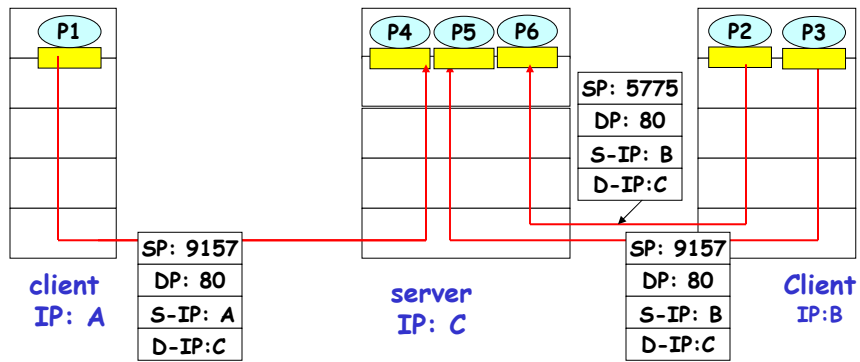 P1
P4
P5
P6
P2
P3
SP: 5775
DP: 80
S-IP: B
D-IP:C
SP: 9157
DP: 80
S-IP: A
D-IP:C
SP: 9157
DP: 80
S-IP: B
D-IP:C
client
IP: A
server
IP: C
Client
IP:B